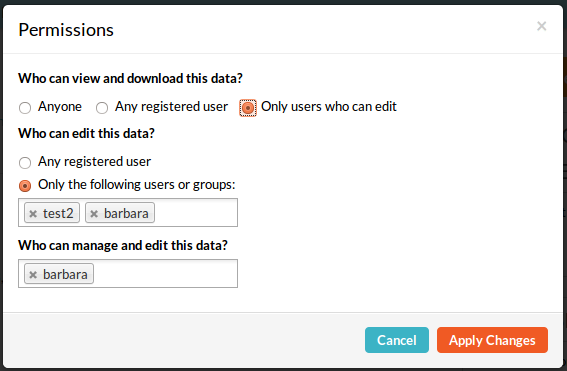 Permissions
×
Who can view and download this data?
Anyone Any registered user Only users who can edit
Who can edit this data?
Any registered user
Only the following users or groups:
× test2 × barbara
Who can manage and edit this data?
× barbara
Cancel Apply Changes